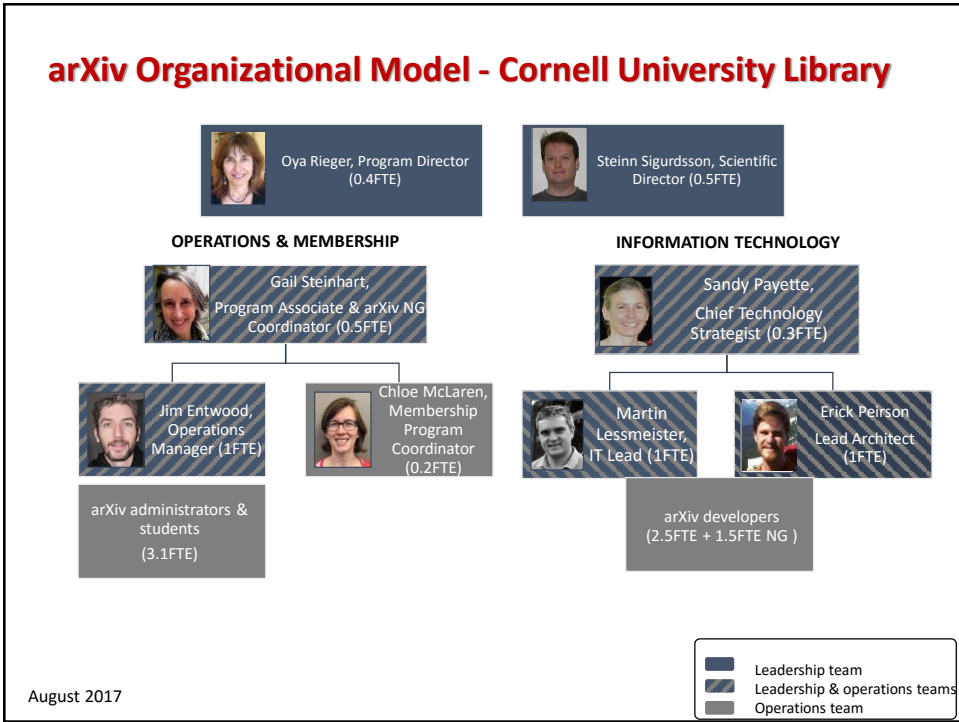 arXiv Organizational Model - Cornell University Library
Oya Rieger, Program Director
(0.4FTE)
Steinn Sigurdsson, Scientific
Director (0.5FTE)
OPERATIONS & MEMBERSHIP
INFORMATION TECHNOLOGY
Gail Steinhart,
Program Associate & arXiv NG
Coordinator (0.5FTE)
Sandy Payette,
Chief Technology
Strategist (0.3FTE)
Jim Entwood,
Operations
Manager (1FTE)
Chloe McLaren,
Membership
Program
Coordinator
(0.2FTE)
Martin
Lessmeister,
IT Lead (1FTE)
Erick Peirson
Lead Architect
(1FTE)
arXiv administrators &
students
(3.1FTE)
arXiv developers
(2.5FTE + 1.5FTE NG )
Leadership team
Leadership & operations teams
Operations team
August 2017